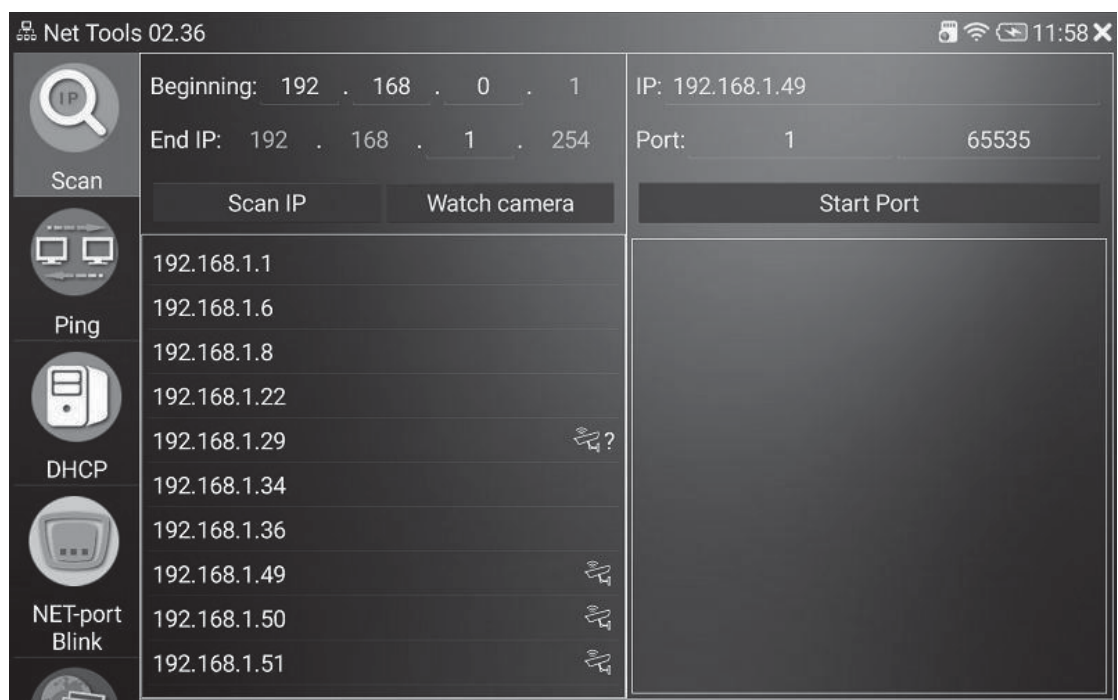 Net Tools 02.36 11:58
IP
Scan
Ping
DHCP
NET-port
Blink
Beginning: 192 . 168 . 0 . 1
End IP: 192 . 168 . 1 . 254
Scan IP Watch camera
192.168.1.1
192.168.1.6
192.168.1.8
192.168.1.22
192.168.1.29 ?
192.168.1.34
192.168.1.36
192.168.1.49
192.168.1.50
192.168.1.51
IP: 192.168.1.49
Port: 1 65535
Start Port